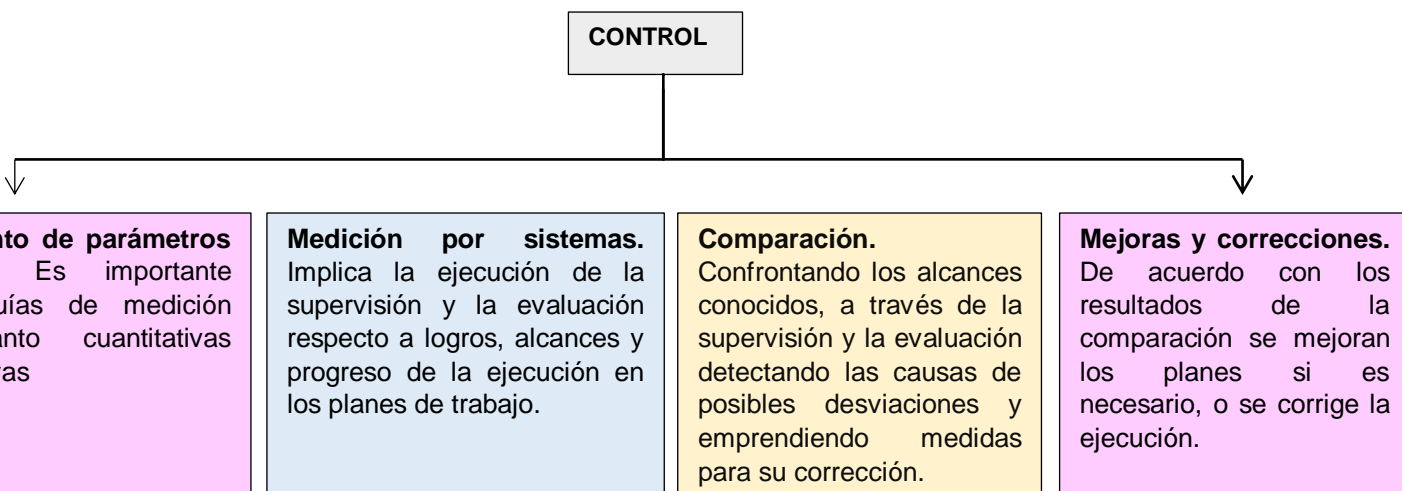 CONTROL
nto de parámetros
Es importante
uías de medición
anto cuantitativas
vas
Medición por sistemas.
Implica la ejecución de la
supervisión y la evaluación
respecto a logros, alcances y
progreso de la ejecución en
los planes de trabajo.
Comparación.
Confrontando los alcances
conocidos, a través de la
supervisión y la evaluación
detectando las causas de
posibles desviaciones y
emprendiendo medidas
para su corrección.
Mejoras y correcciones.
De acuerdo con los
resultados de la
comparación se mejoran
los planes si es
necesario, o se corrige la
ejecución.